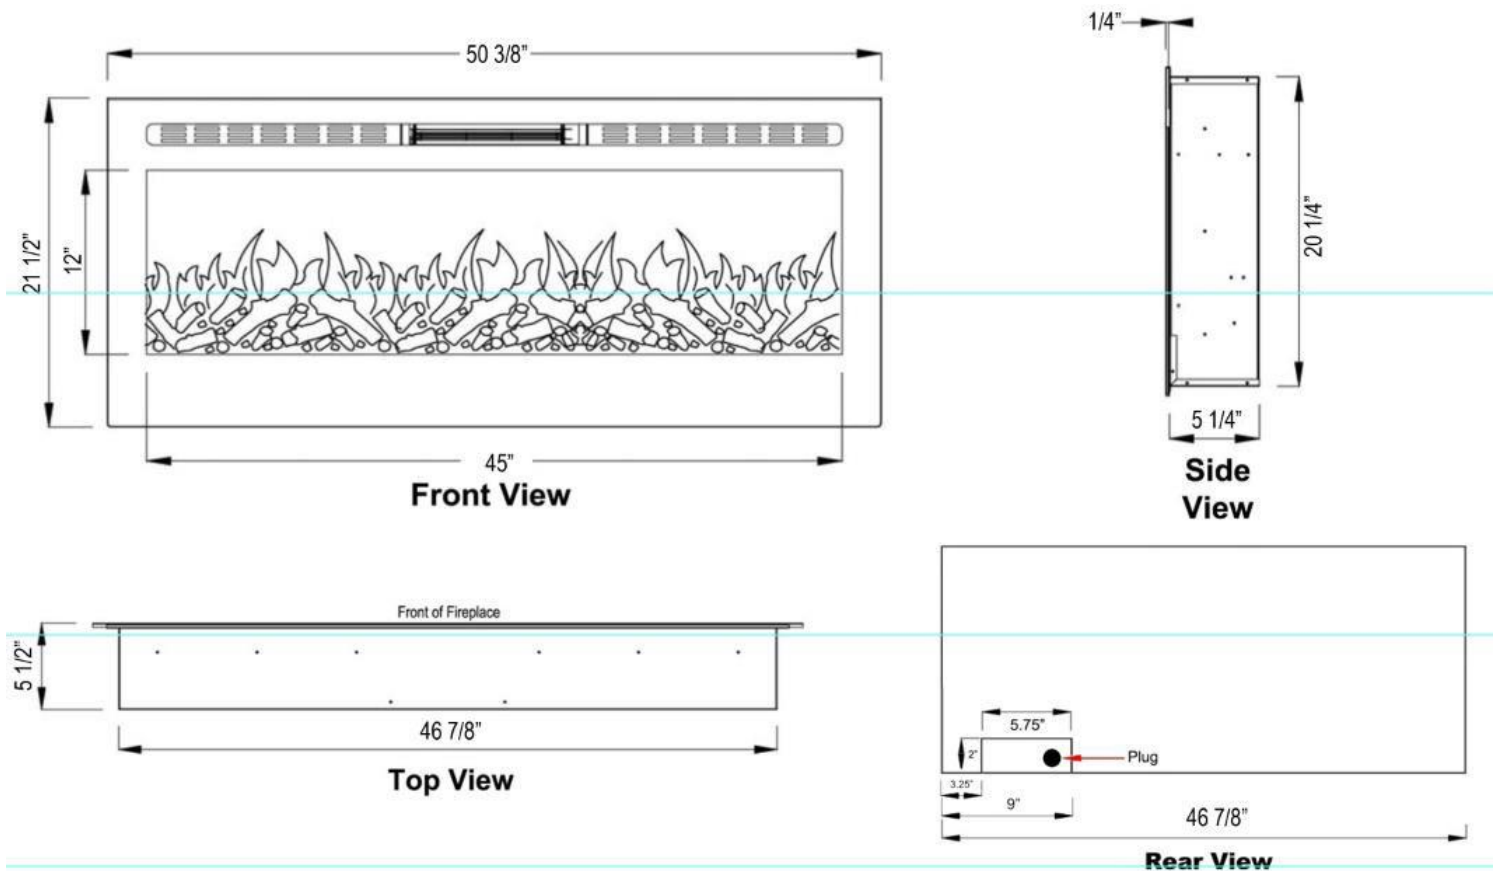 50 3/8”
21 1/2”
12”
45”
Front View
1/4”
20 1/4”
5 1/4”
Side
View
Front of Fireplace
5 1/2”
46 7/8”
Top View
5.75”
2”
Plug
3.25”
9”
46 7/8”
Rear View